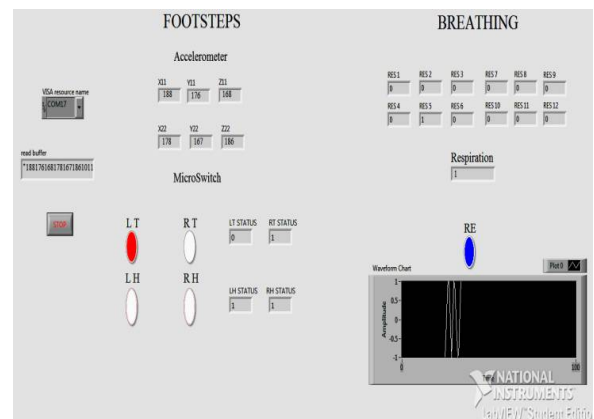 FOOTSTEPS
Accelerometer
VISA resource name
COM17
X11 Y11 Z11
188 176 168
X22 Y22 Z22
178 167 186
read buffer
"1881761681781671861011
MicroSwitch
STOP
L T R T
LT STATUS RT STATUS
0 1
L H R H
LH STATUS RH STATUS
1 1
BREATHING
RES 1 RES 2 RES 3 RES 7 RES 8 RES 9
0 0 0 0 0 0
RES 4 RES 5 RES 6 RES 10 RES 11 RES 12
0 1 0 0 0 0
Respiration
1
RE
Waveform Chart
Plot 0
Amplitude
1
0.5
0
-0.5
-1
0 100
Time
NATIONAL
INSTRUMENTS
LabVIEW Student Edition